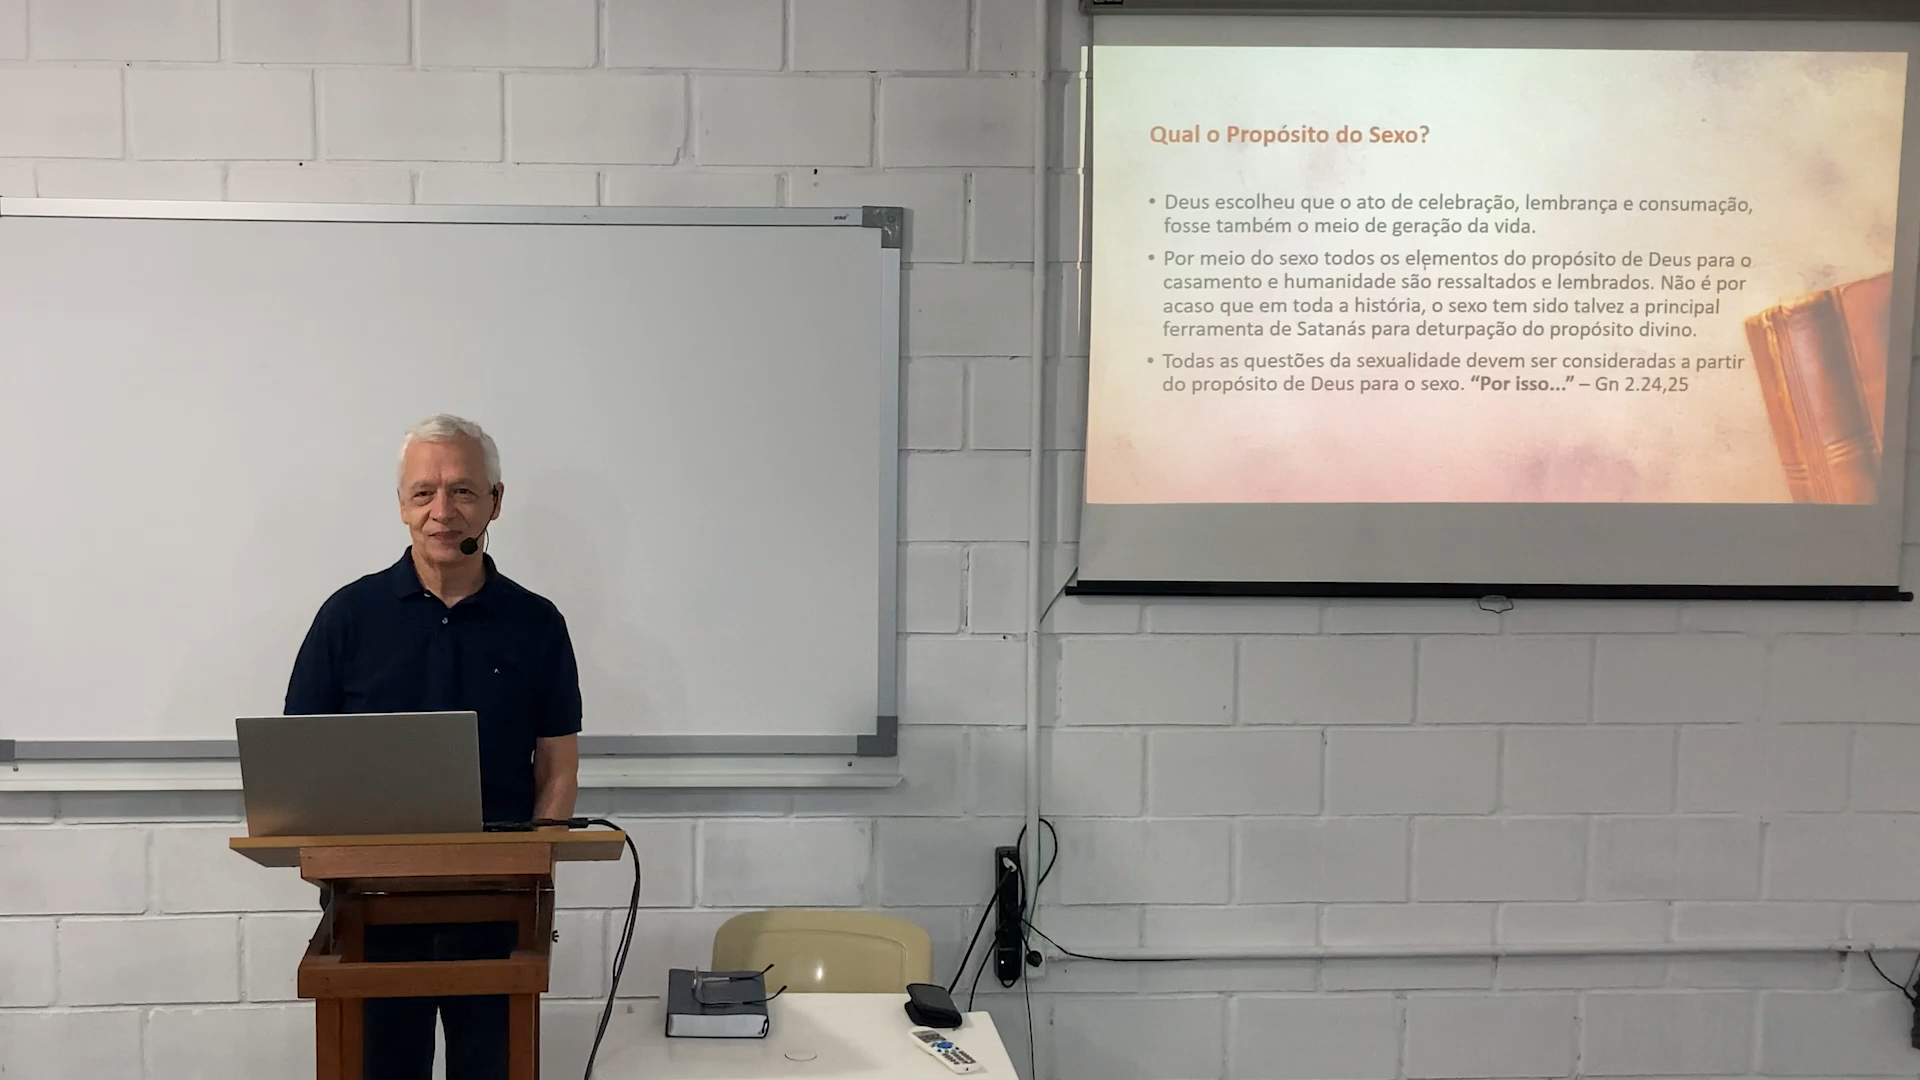 Qual o Propósito do Sexo?
• Deus escolheu que o ato de celebração, lembrança e consumação,
fosse também o meio de geração da vida.
• Por meio do sexo todos os elementos do propósito de Deus para o
casamento e humanidade são ressaltados e lembrados. Não é por
acaso que em toda a história, o sexo tem sido talvez a principal
ferramenta de Satanás para deturpação do propósito divino.
• Todas as questões da sexualidade devem ser consideradas a partir
do propósito de Deus para o sexo. “Por isso...” – Gn 2.24,25